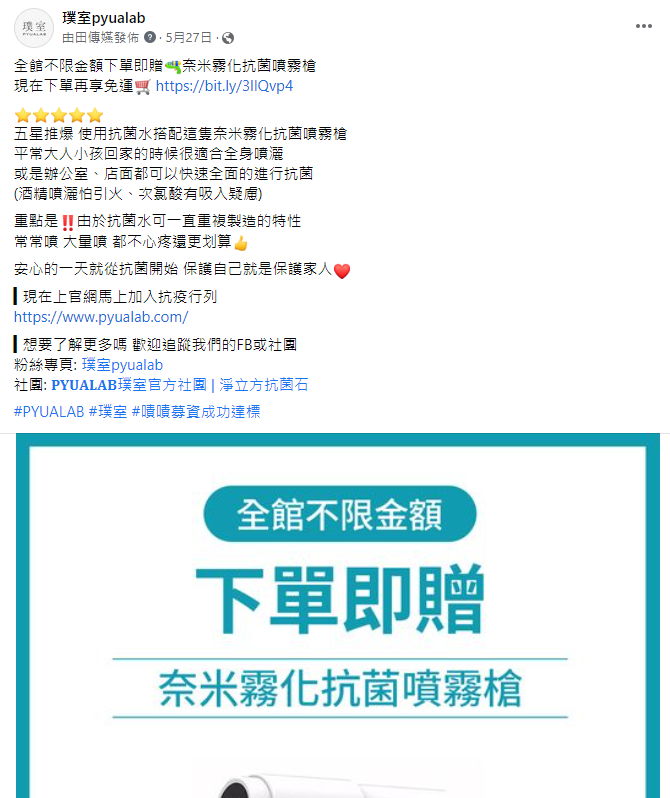 璞室
PYUALAB
璞室pyualab
由田傳媒發佈 · 5月27日 ·
全館不限金額下單即贈🔫奈米霧化抗菌噴霧槍
現在下單再享免運🛒 https://bit.ly/3IlQvp4
⭐⭐⭐⭐⭐
五星推爆 使用抗菌水搭配這隻奈米霧化抗菌噴霧槍
平常大人小孩回家的時候很適合全身噴灑
或是辦公室、店面都可以快速全面的進行抗菌
(酒精噴灑怕引火、次氯酸有吸入疑慮)
重點是‼️由於抗菌水可一直重複製造的特性
常常噴 大量噴 都不心疼還更划算👍
安心的一天就從抗菌開始 保護自己就是保護家人❤️
▎現在上官網馬上加入抗疫行列
https://www.pyualab.com/
▎想要了解更多嗎 歡迎追蹤我們的FB或社團
粉絲專頁: 璞室pyualab
社團: PYUALAB璞室官方社團 | 淨立方抗菌石
#PYUALAB #璞室 #嘖嘖募資成功達標
全館不限金額
下單即贈
奈米霧化抗菌噴霧槍